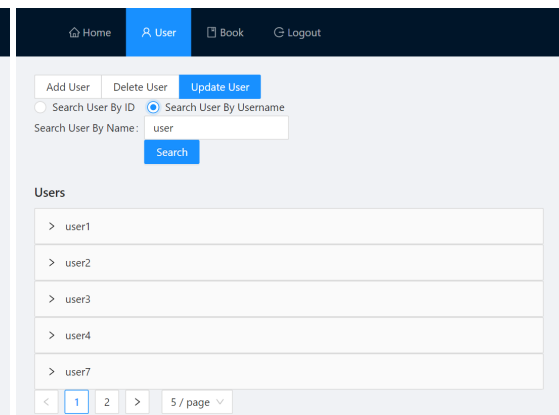 Home User Book Logout
Add User Delete User Update User
Search User By ID Search User By Username
Search User By Name: user
Search
Users
user1
user2
user3
user4
user7
< 1 2 > 5 / page